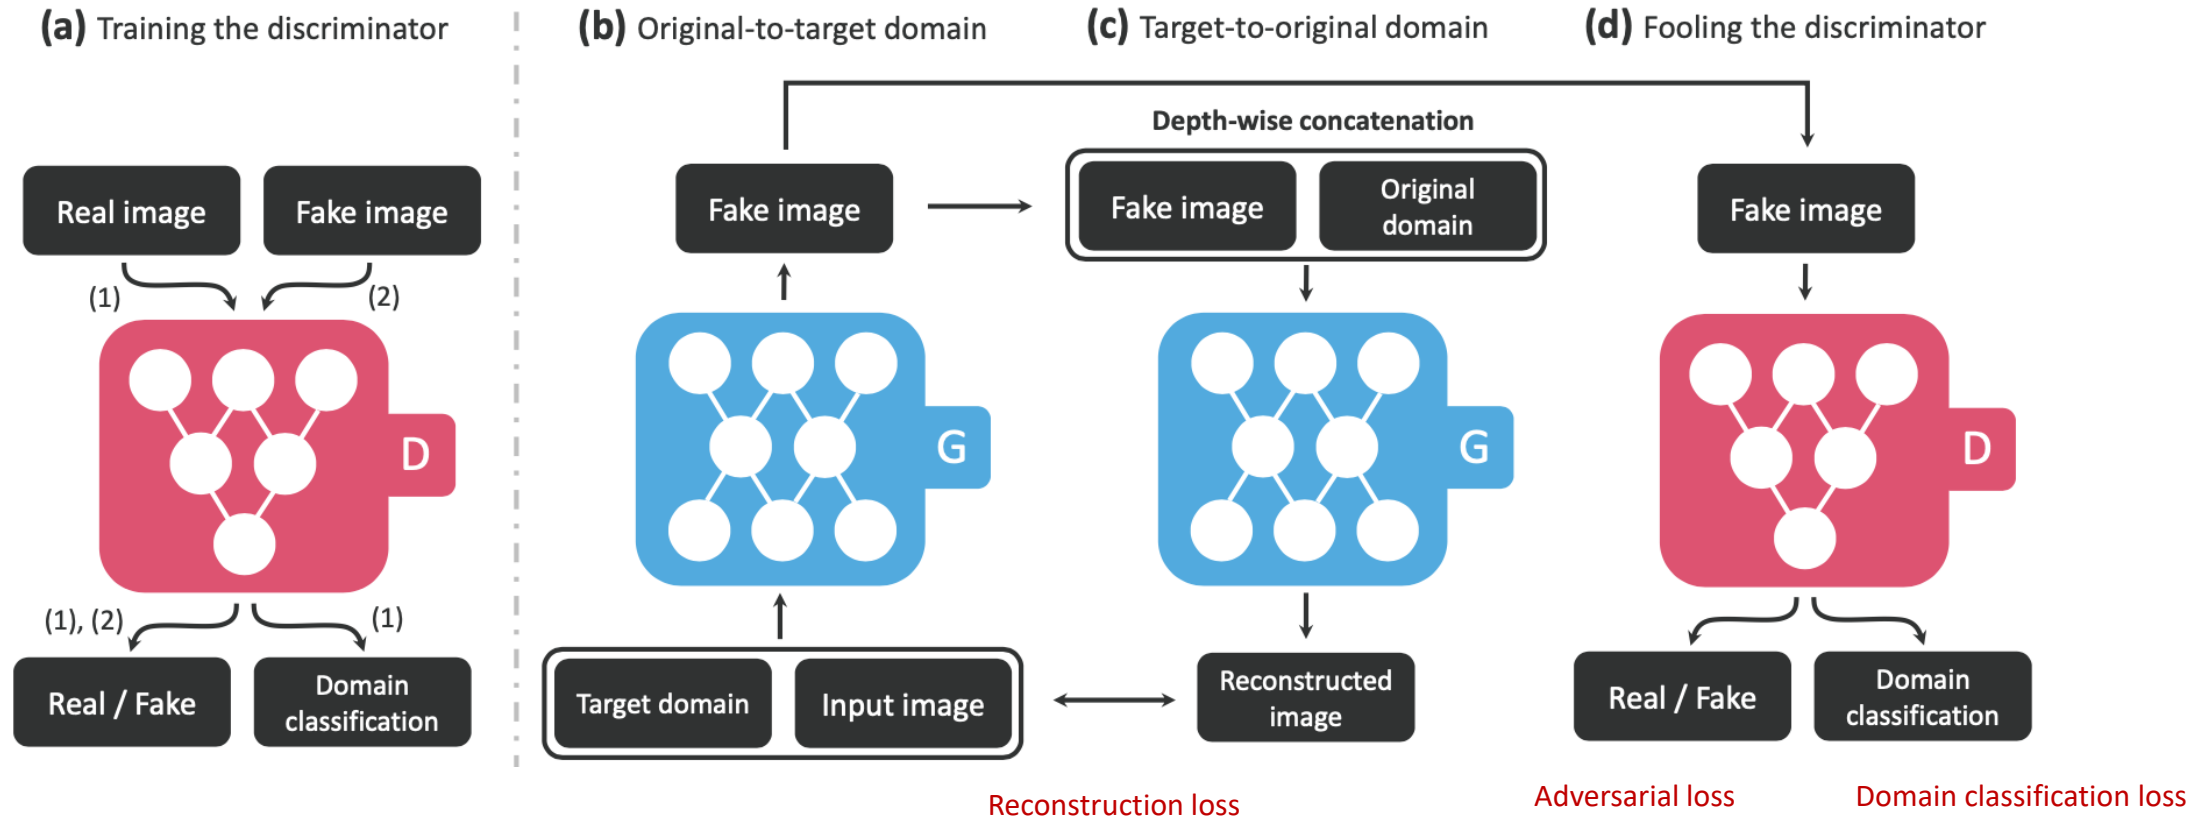 (a) Training the discriminator
(b) Original-to-target domain
(c) Target-to-original domain
(d) Fooling the discriminator
Real image
Fake image
(1)
(2)
D
(1), (2)
(1)
Real / Fake
Domain
classification
Fake image
G
Target domain
Input image
Depth-wise concatenation
Fake image
Original
domain
G
Reconstructed
image
Reconstruction loss
Fake image
D
Real / Fake
Domain
classification
Adversarial loss
Domain classification loss